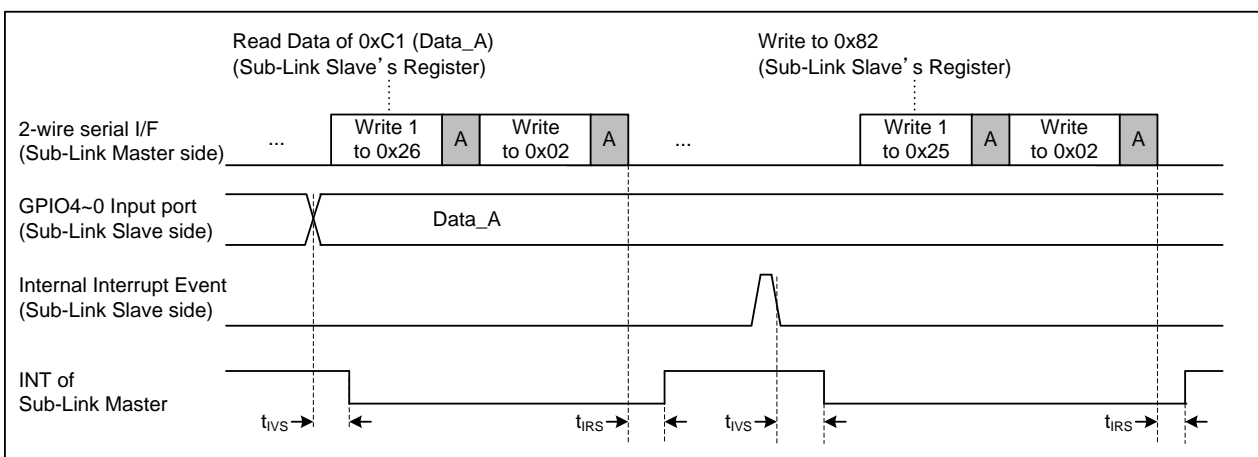 Read Data of 0xC1 (Data_A)
(Sub-Link Slave's Register)
Write to 0x82
(Sub-Link Slave's Register)
2-wire serial I/F
(Sub-Link Master side)
...
Write 1
to 0x26
A
Write
to 0x02
A
...
Write 1
to 0x25
A
Write
to 0x02
A
GPIO4~0 Input port
(Sub-Link Slave side)
Data_A
Internal Interrupt Event
(Sub-Link Slave side)
INT of
Sub-Link Master
tIVS
tIRS
tIVS
tIRS